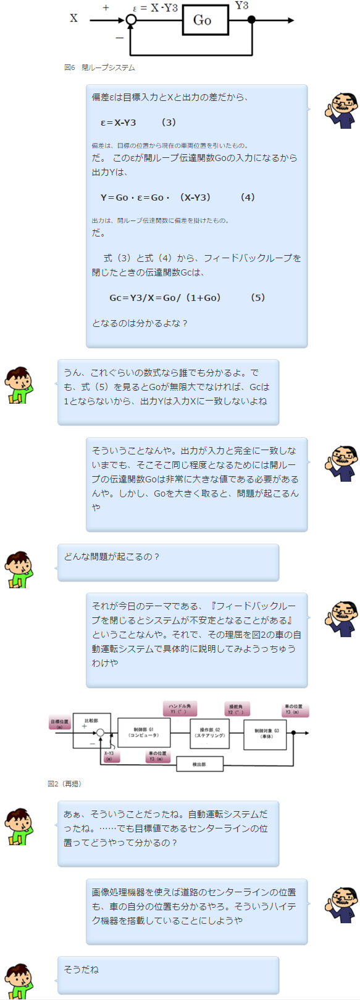 X + ε = X -Y3 Go Y3
−
図6 閉ループシステム
偏差εは目標入力とXと出力の差だから、
ε=X-Y3 （3）
偏差は、目標の位置から現在の車両位置を引いたもの。
だ。 このεが開ループ伝達関数Goの入力になるから
出力Yは、
Y＝Go・ε＝Go・ （X-Y3） （4）
出力は、開ループ伝達関数に偏差を掛けたもの。
だ。
式（3）と式（4）から、フィードバックループを
閉じたときの伝達関数Gcは、
Gc＝Y3/X＝Go/（1+Go） （5）
となるのは分かるよな？
うん、これぐらいの数式なら誰でも分かるよ。で
も、式（5）を見るとGoが無限大でなければ、Gcは
1とならないから、出力Yは入力Xに一致しないよね
そういうことなんや。出力が入力と完全に一致しな
いまでも、そこそこ同じ程度となるためには開ルー
プの伝達関数Goは非常に大きな値である必要がある
んや。しかし、Goを大きく取ると、問題が起こるん
や
どんな問題が起こるの？
それが今日のテーマである、『フィードバックルー
プを閉じるとシステムが不安定となることがある』
ということなんや。それで、その理屈を図2の車の自
動運転システムで具体的に説明してみようっちゅう
わけや
目標位置
（m）
比較部
+
−
X-Y3
（m）
制御部 G1
（コンピュータ）
ハンドル角
Y1（°）
操作部 G2
（ステアリング）
操舵角
Y2（°）
制御対象 G3
（車体）
車の位置
Y3（m）
車の位置
Y3（m）
検出部
図2（再掲）
あぁ、そういうことだったね。自動運転システムだ
ったね。……でも目標値であるセンターラインの位
置ってどうやって分かるの？
画像処理機器を使えば道路のセンターラインの位置
も、車の自分の位置も分かるやろ。そういうハイテ
ク機器を搭載していることにしようや
そうだね